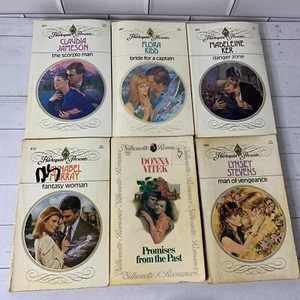 Harlequin Presents
CLAUDIA
JAMESON
the scorpio man
Harlequin Presents
FLORA
KIDD
bride for a captain
Harlequin Presents
MADELEINE
KER
danger zone
Harlequin Presents
MURRAY
fantasy woman
Silhouette Romance
DONNA
VITEK
Promises
from the Past
Silhouette Romance
Harlequin Presents
LYNSEY
STEVENS
man of vengeance